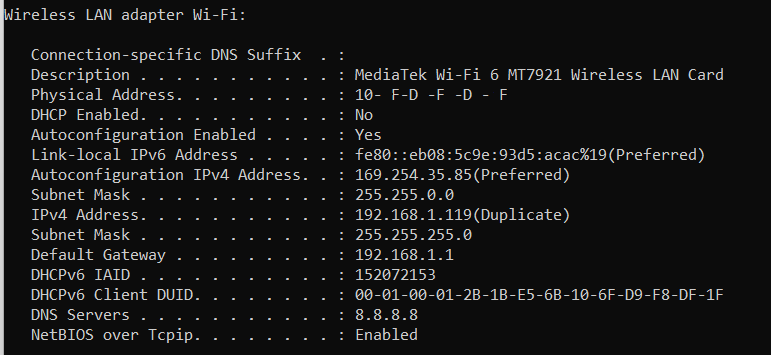 Wireless LAN adapter Wi-Fi:
Connection-specific DNS Suffix . :
Description . . . . . . . . . . . : MediaTek Wi-Fi 6 MT7921 Wireless LAN Card
Physical Address. . . . . . . . . : 10- F-D -F -D - F
DHCP Enabled. . . . . . . . . . . : No
Autoconfiguration Enabled . . . . : Yes
Link-local IPv6 Address . . . . . : fe80::eb08:5c9e:93d5:acac%19(Preferred)
Autoconfiguration IPv4 Address. . : 169.254.35.85(Preferred)
Subnet Mask . . . . . . . . . . . : 255.255.0.0
IPv4 Address. . . . . . . . . . . : 192.168.1.119(Duplicate)
Subnet Mask . . . . . . . . . . . : 255.255.255.0
Default Gateway . . . . . . . . . : 192.168.1.1
DHCPv6 IAID . . . . . . . . . . . : 152072153
DHCPv6 Client DUID. . . . . . . . : 00-01-00-01-2B-1B-E5-6B-10-6F-D9-F8-DF-1F
DNS Servers . . . . . . . . . . . : 8.8.8.8
NetBIOS over Tcpip. . . . . . . . : Enabled